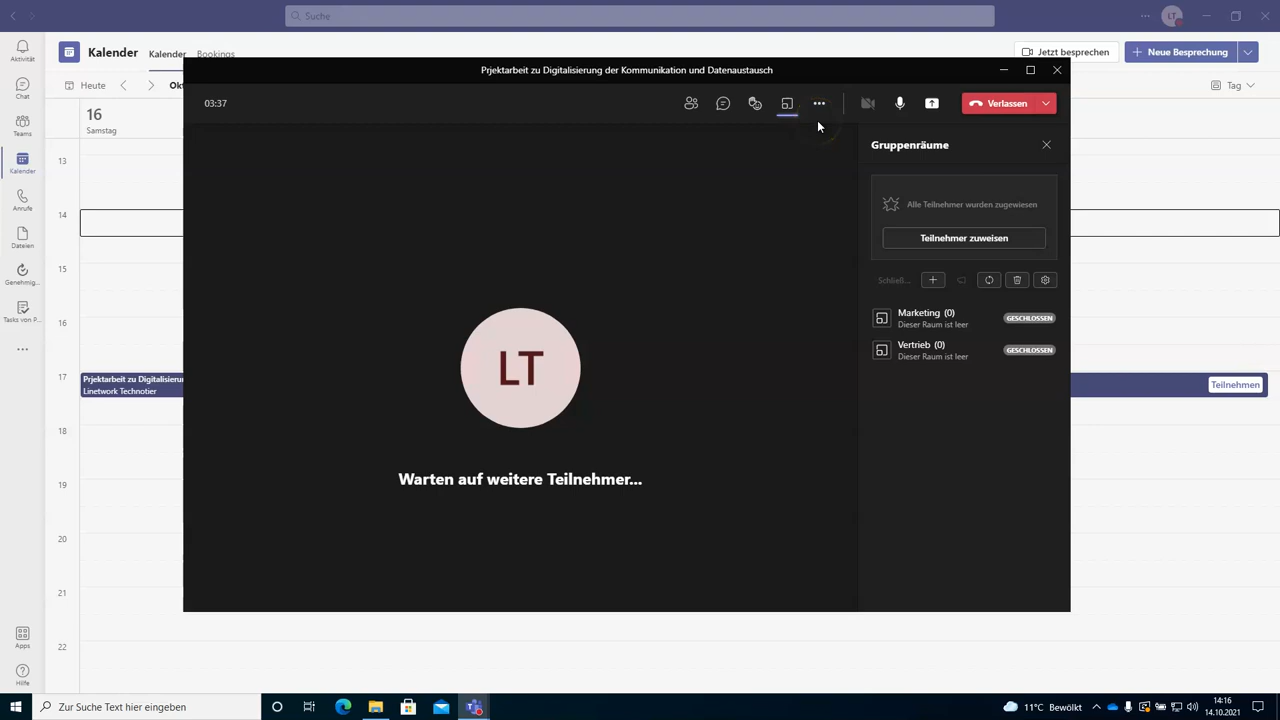 Suche
LT
Aktivität
Chat
Teams
Kalender
Anrufe
Dateien
Genehmig...
Tasks von P...
Apps
Hilfe
Kalender
Kalender
Bookings
Jetzt besprechen
Neue Besprechung
Heute
Okt
Tag
16
Samstag
13
14
15
16
17
18
19
20
21
22
Prjektarbeit zu Digitalisierun
Linetwork Technotier
Teilnehmen
Prjektarbeit zu Digitalisierung der Kommunikation und Datenaustausch
03:37
Verlassen
LT
Warten auf weitere Teilnehmer...
Gruppenräume
Alle Teilnehmer wurden zugewiesen
Teilnehmer zuweisen
Schließ...
Marketing (0)
Dieser Raum ist leer
GESCHLOSSEN
Vertrieb (0)
Dieser Raum ist leer
GESCHLOSSEN
Zur Suche Text hier eingeben
11°C Bewölkt
14:16
14.10.2021